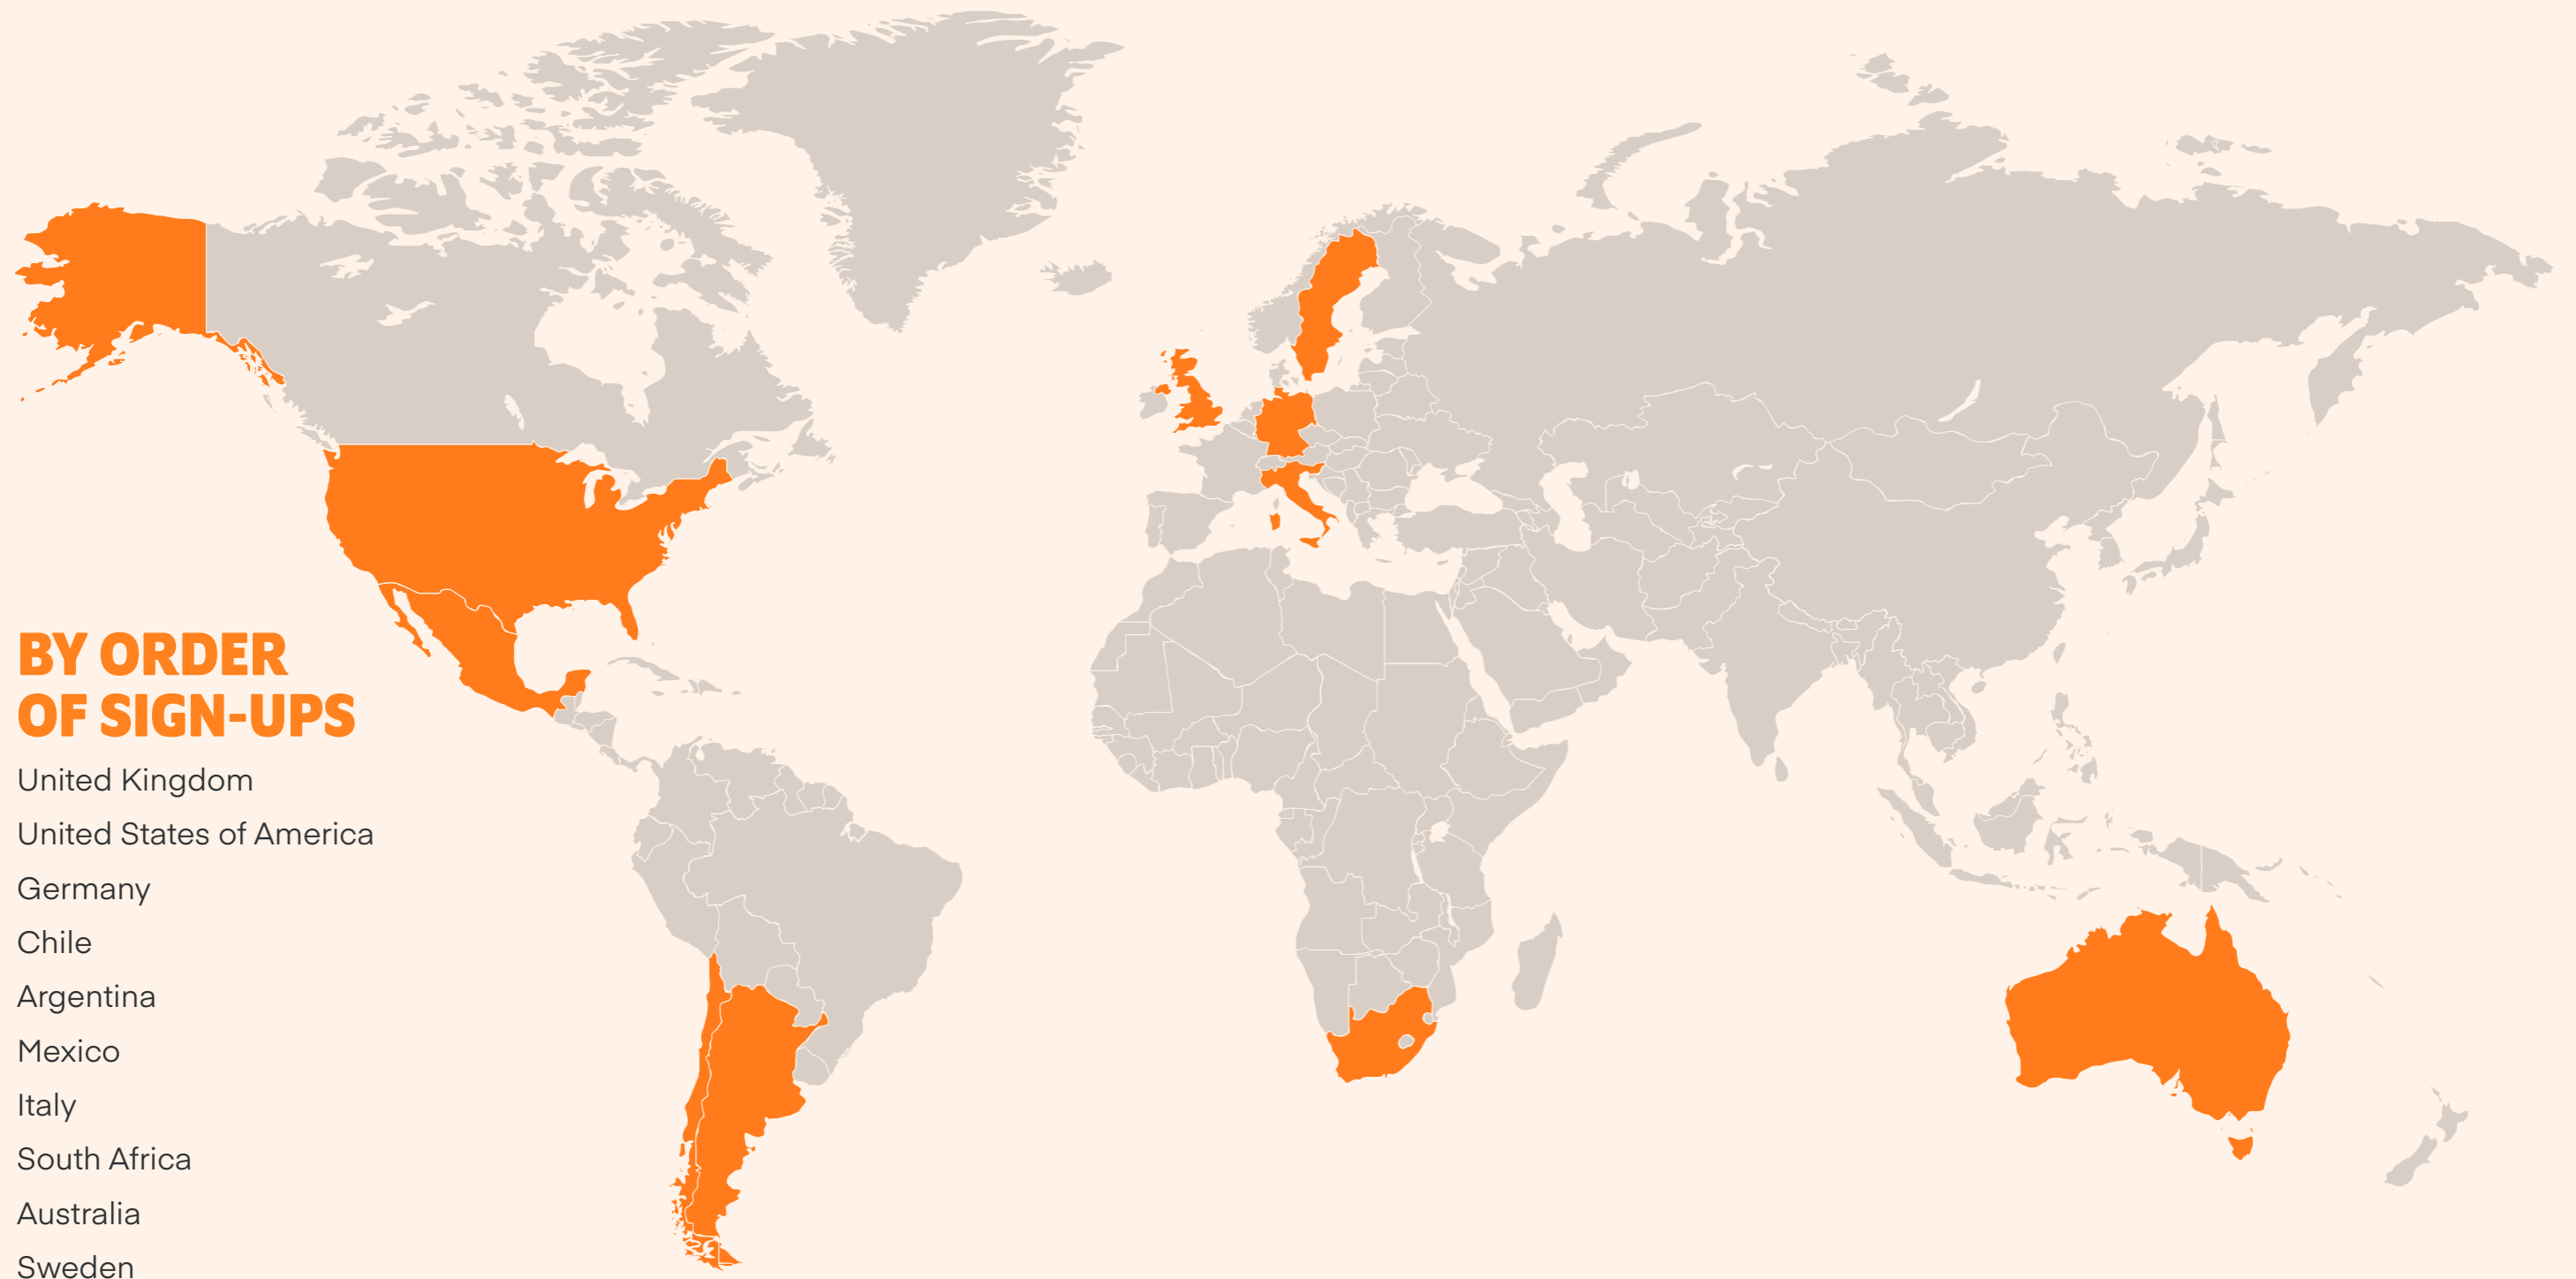 BY ORDER
OF SIGN-UPS
United Kingdom
United States of America
Germany
Chile
Argentina
Mexico
Italy
South Africa
Australia
Sweden